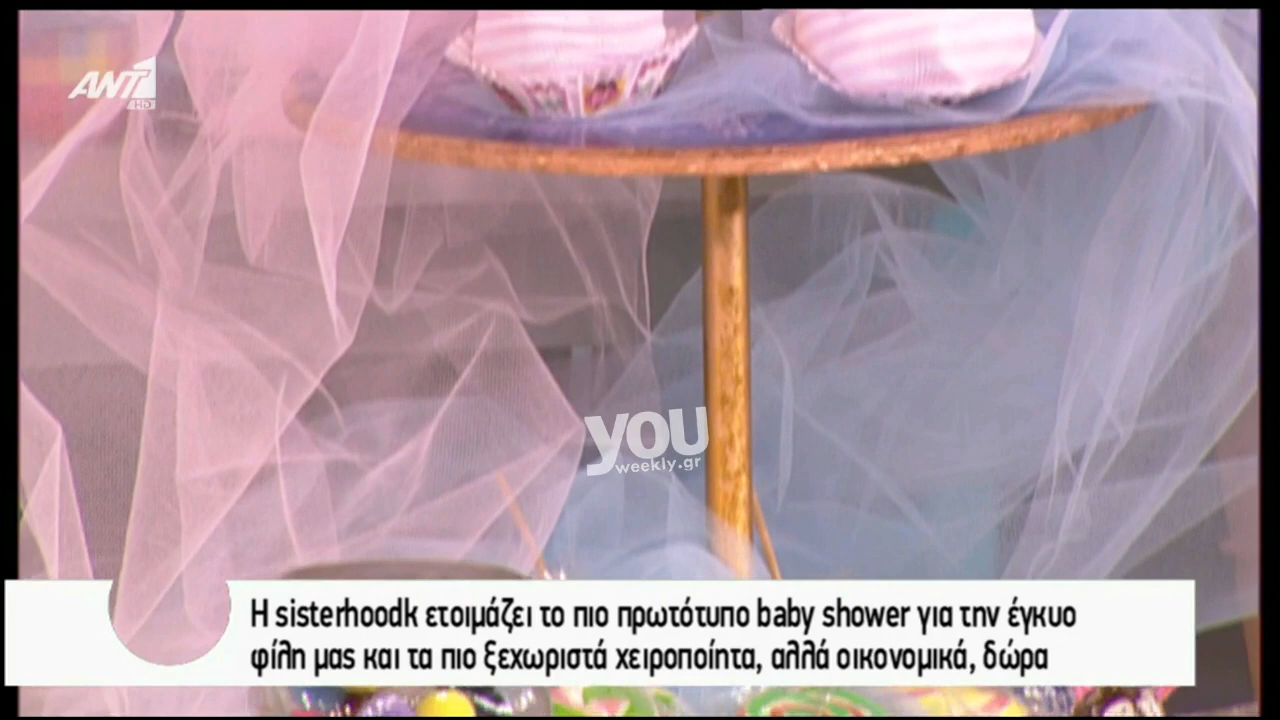 ANT1
HD
YOU
weekly.gr
Η sisterhoodk ετοιμάζει το πιο πρωτότυπο baby shower για την έγκυο
φίλη μας και τα πιο ξεχωριστά χειροποίητα, αλλά οικονομικά, δώρα